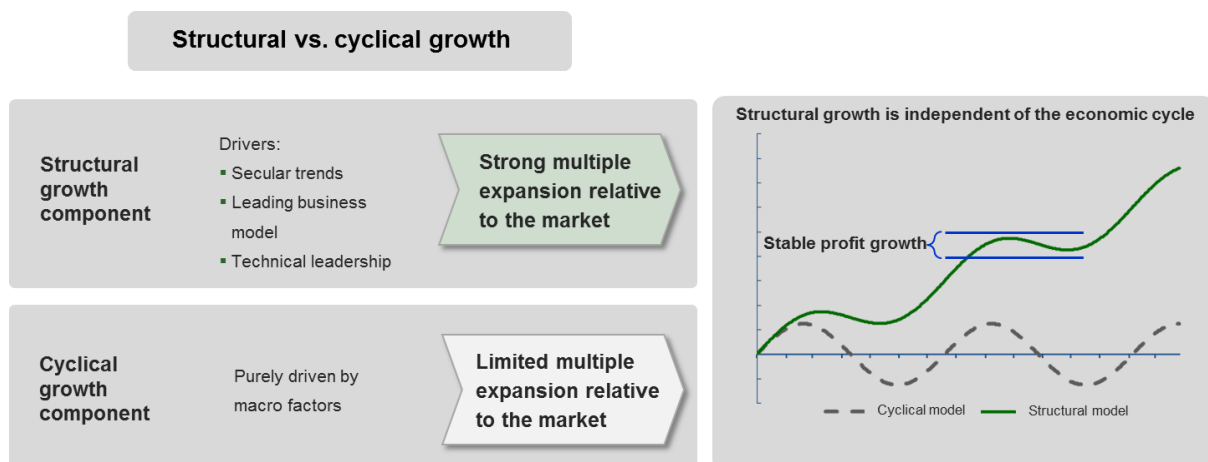 Structural vs. cyclical growth
Structural
growth
component
Drivers:
▪ Secular trends
▪ Leading business
model
▪ Technical leadership
Strong multiple
expansion relative
to the market
Cyclical
growth
component
Purely driven by
macro factors
Limited multiple
expansion relative
to the market
Structural growth is independent of the economic cycle
Stable profit growth
Cyclical model
Structural model